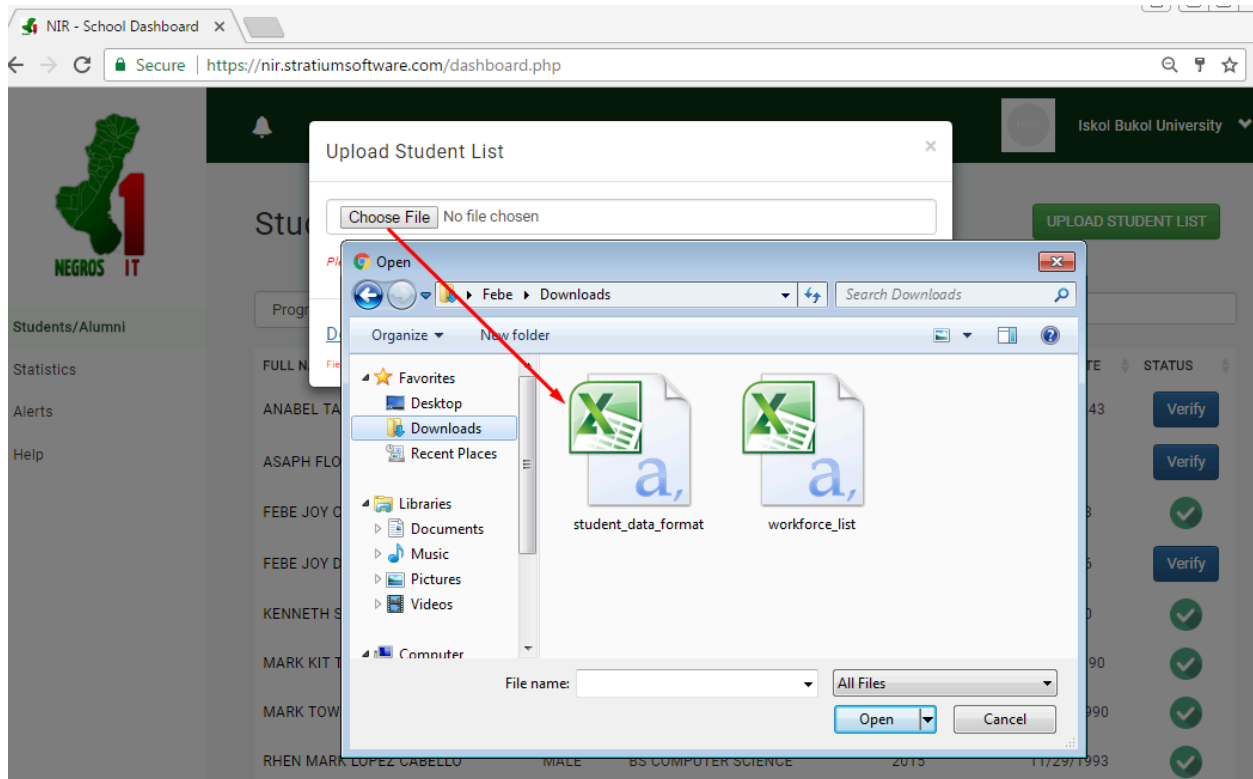 NIR - School Dashboard
Secure | https://nir.stratiumsoftware.com/dashboard.php
Iskol Bukol University
1
NEGROS IT
Students/Alumni
Statistics
Alerts
Help
Upload Student List
Choose File No file chosen
UPLOAD STUDENT LIST
Open
Febe Downloads
Search Downloads
Organize New folder
Favorites
Desktop
Downloads
Recent Places
Libraries
Documents
Music
Pictures
Videos
Computer
student_data_format workforce_list
File name: All Files
Open Cancel
STATUS
ANABEL 43 Verify
ASAPH Verify
FEBE JOY
FEBE JOY Verify
KENNETH
MARK KIT 90
MARK 990
RHEN MARK LOPEZ CABELLO MALE BS COMPUTER SCIENCE 2015 11/29/1993